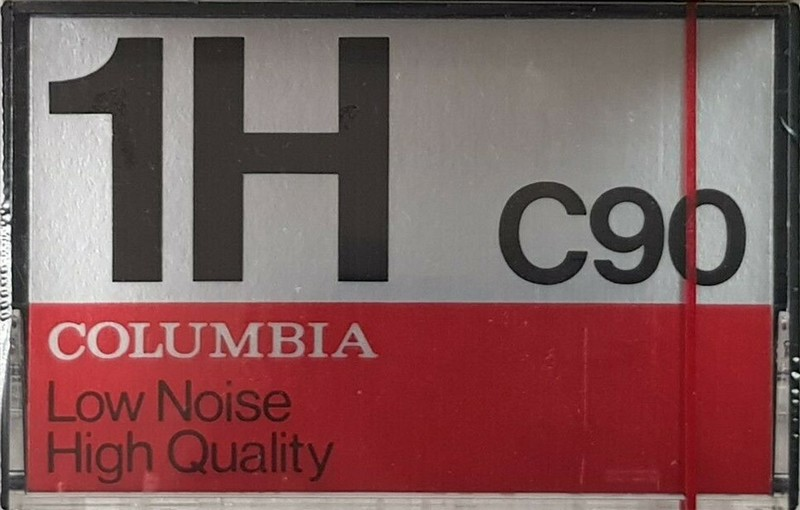 1H
C90
COLUMBIA
Low Noise
High Quality